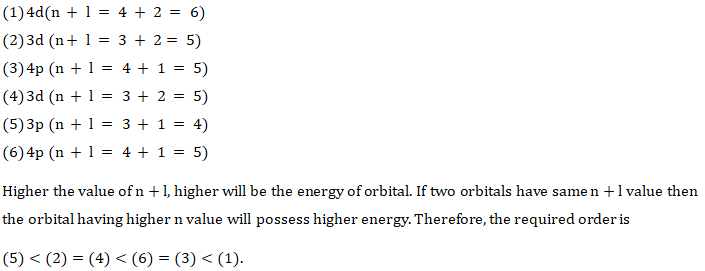 (1) 4d(n + l = 4 + 2 = 6)
(2) 3d (n+ l = 3 + 2 = 5)
(3) 4p (n + l = 4 + 1 = 5)
(4) 3d (n + l = 3 + 2 = 5)
(5) 3p (n + l = 3 + 1 = 4)
(6) 4p (n + l = 4 + 1 = 5)
Higher the value of n + l, higher will be the energy of orbital. If two orbitals have same n + l value then
the orbital having higher n value will possess higher energy. Therefore, the required order is
(5) < (2) = (4) < (6) = (3) < (1).